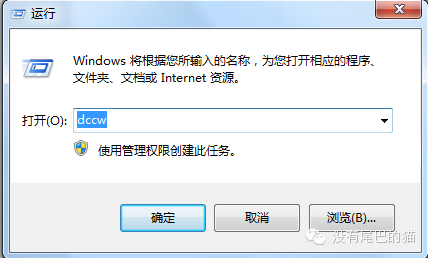 运行
Windows 将根据您所输入的名称，为您打开相应的程序、
文件夹、文档或 Internet 资源。
打开(O): dccw
使用管理权限创建此任务。
确定 取消 浏览(B)...
没有尾巴的猫